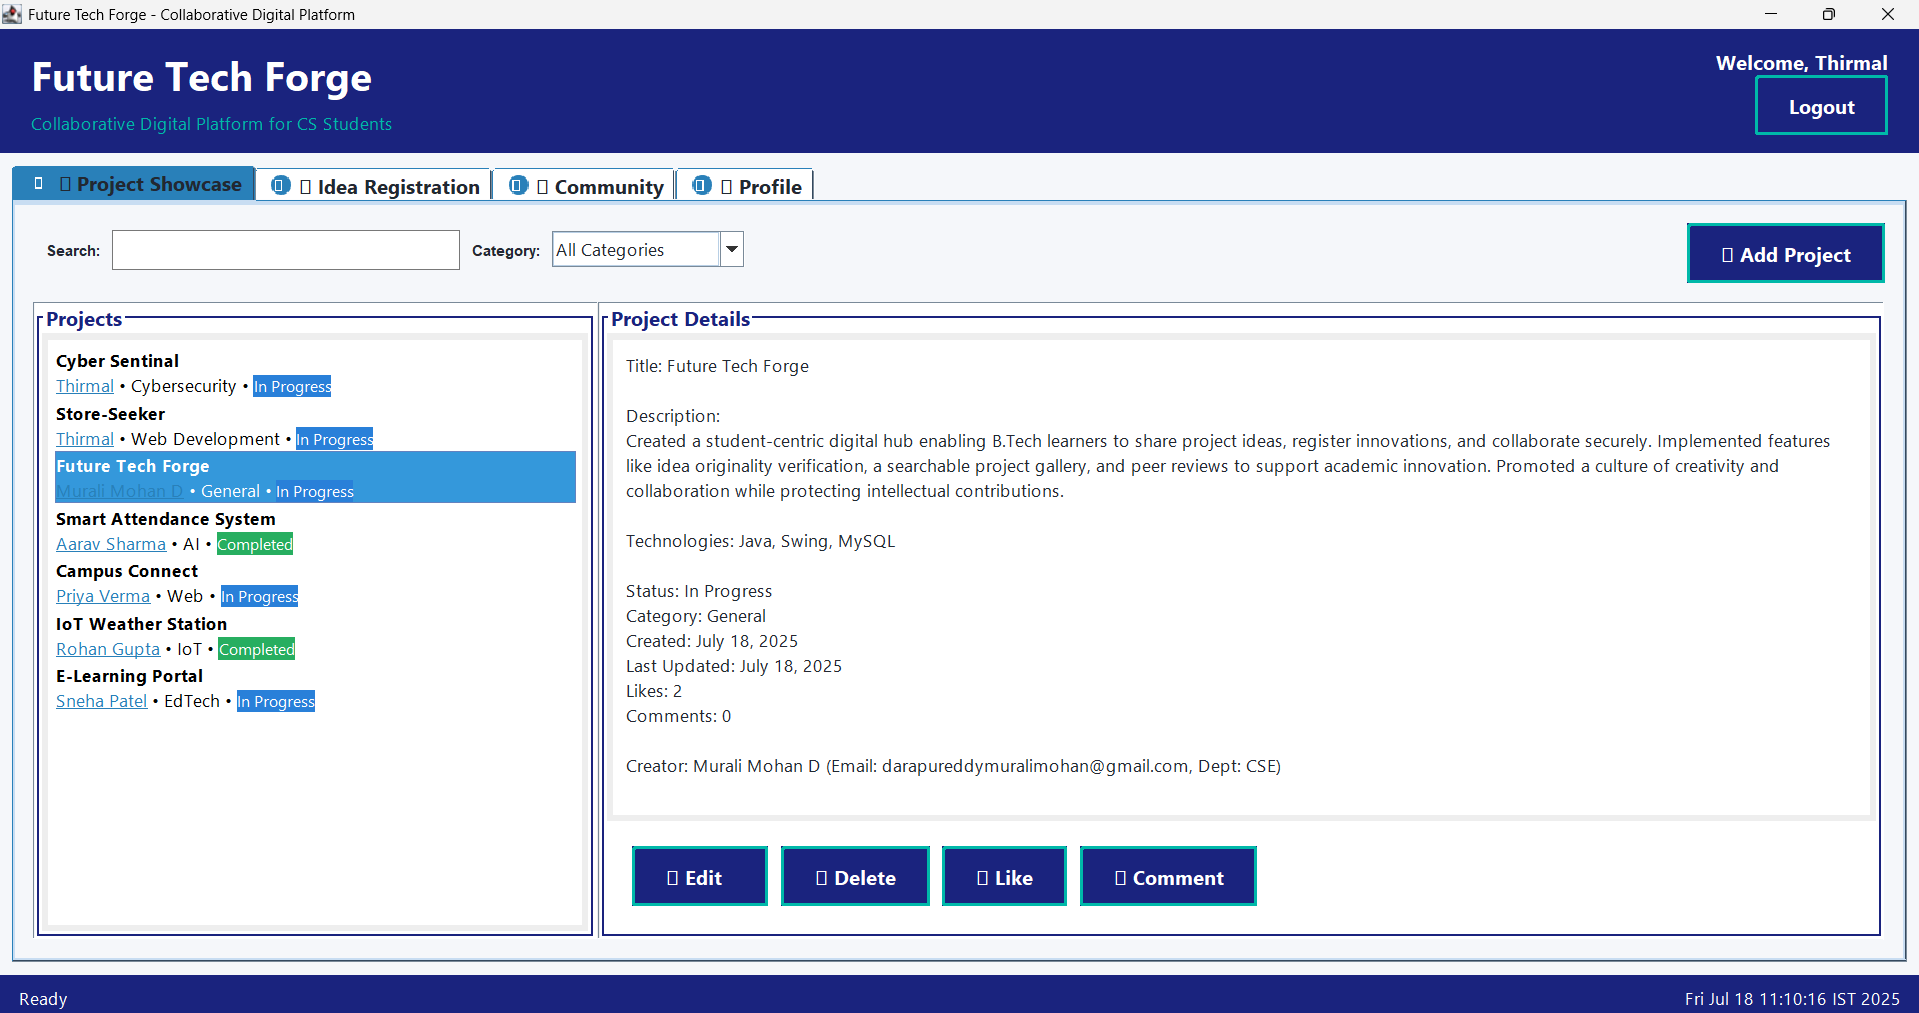 Future Tech Forge - Collaborative Digital Platform
Future Tech Forge
Collaborative Digital Platform for CS Students
Welcome, Thirmal
Logout
Project Showcase
Idea Registration
Community
Profile
Search:
Category:
All Categories
Add Project
Projects
Cyber Sentinal
Thirmal • Cybersecurity • In Progress
Store-Seeker
Thirmal • Web Development • In Progress
Future Tech Forge
Murali Mohan D • General • In Progress
Smart Attendance System
Aarav Sharma • AI • Completed
Campus Connect
Priya Verma • Web • In Progress
IoT Weather Station
Rohan Gupta • IoT • Completed
E-Learning Portal
Sneha Patel • EdTech • In Progress
Project Details
Title: Future Tech Forge
Description:
Created a student-centric digital hub enabling B.Tech learners to share project ideas, register innovations, and collaborate securely. Implemented features
like idea originality verification, a searchable project gallery, and peer reviews to support academic innovation. Promoted a culture of creativity and
collaboration while protecting intellectual contributions.
Technologies: Java, Swing, MySQL
Status: In Progress
Category: General
Created: July 18, 2025
Last Updated: July 18, 2025
Likes: 2
Comments: 0
Creator: Murali Mohan D (Email: darapureddymuralimohan@gmail.com, Dept: CSE)
Edit
Delete
Like
Comment
Ready
Fri Jul 18 11:10:16 IST 2025